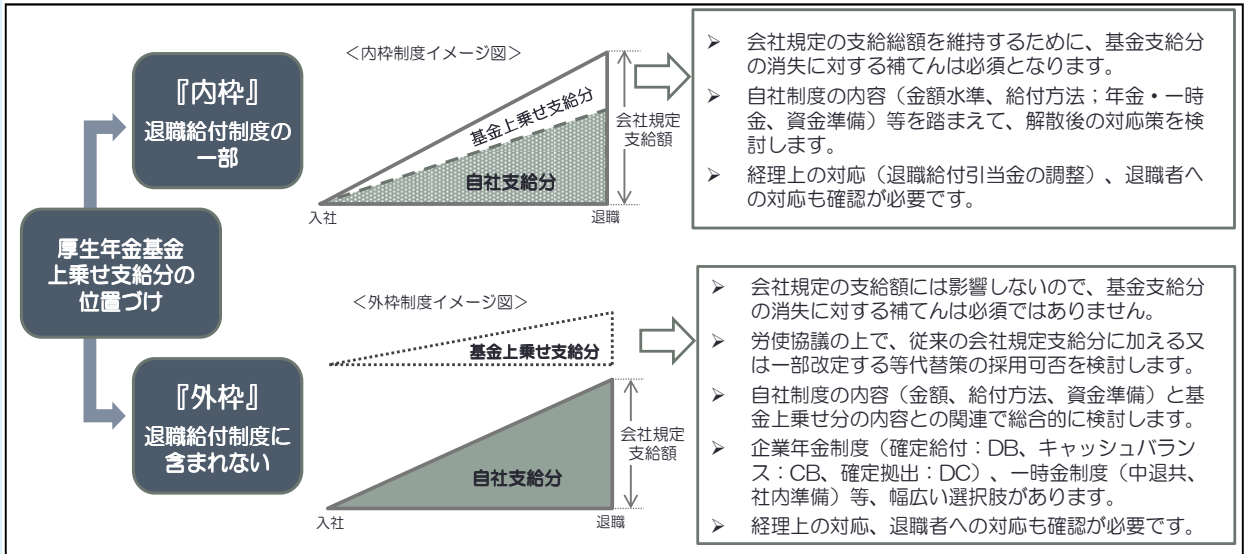 厚生年金基金
上乗せ支給分の
位置づけ
『内枠』
退職給付制度の
一部
＜内枠制度イメージ図＞
基金上乗せ支給分
自社支給分
会社規定
支給額
入社
退職
➢ 会社規定の支給総額を維持するために、基金支給分
の消失に対する補てんは必須となります。
➢ 自社制度の内容（金額水準、給付方法；年金・一時
金、資金準備）等を踏まえて、解散後の対応策を検
討します。
➢ 経理上の対応（退職給付引当金の調整）、退職者へ
の対応も確認が必要です。
『外枠』
退職給付制度に
含まれない
＜外枠制度イメージ図＞
基金上乗せ支給分
自社支給分
会社規定
支給額
入社
退職
➢ 会社規定の支給額には影響しないので、基金支給分
の消失に対する補てんは必須ではありません。
➢ 労使協議の上で、従来の会社規定支給分に加える又
は一部改定する等代替策の採用可否を検討します。
➢ 自社制度の内容（金額、給付方法、資金準備）と基
金上乗せ分の内容との関連で総合的に検討します。
➢ 企業年金制度（確定給付：DB、キャッシュバラン
ス：CB、確定拠出：DC）、一時金制度（中退共、
社内準備）等、幅広い選択肢があります。
➢ 経理上の対応、退職者への対応も確認が必要です。